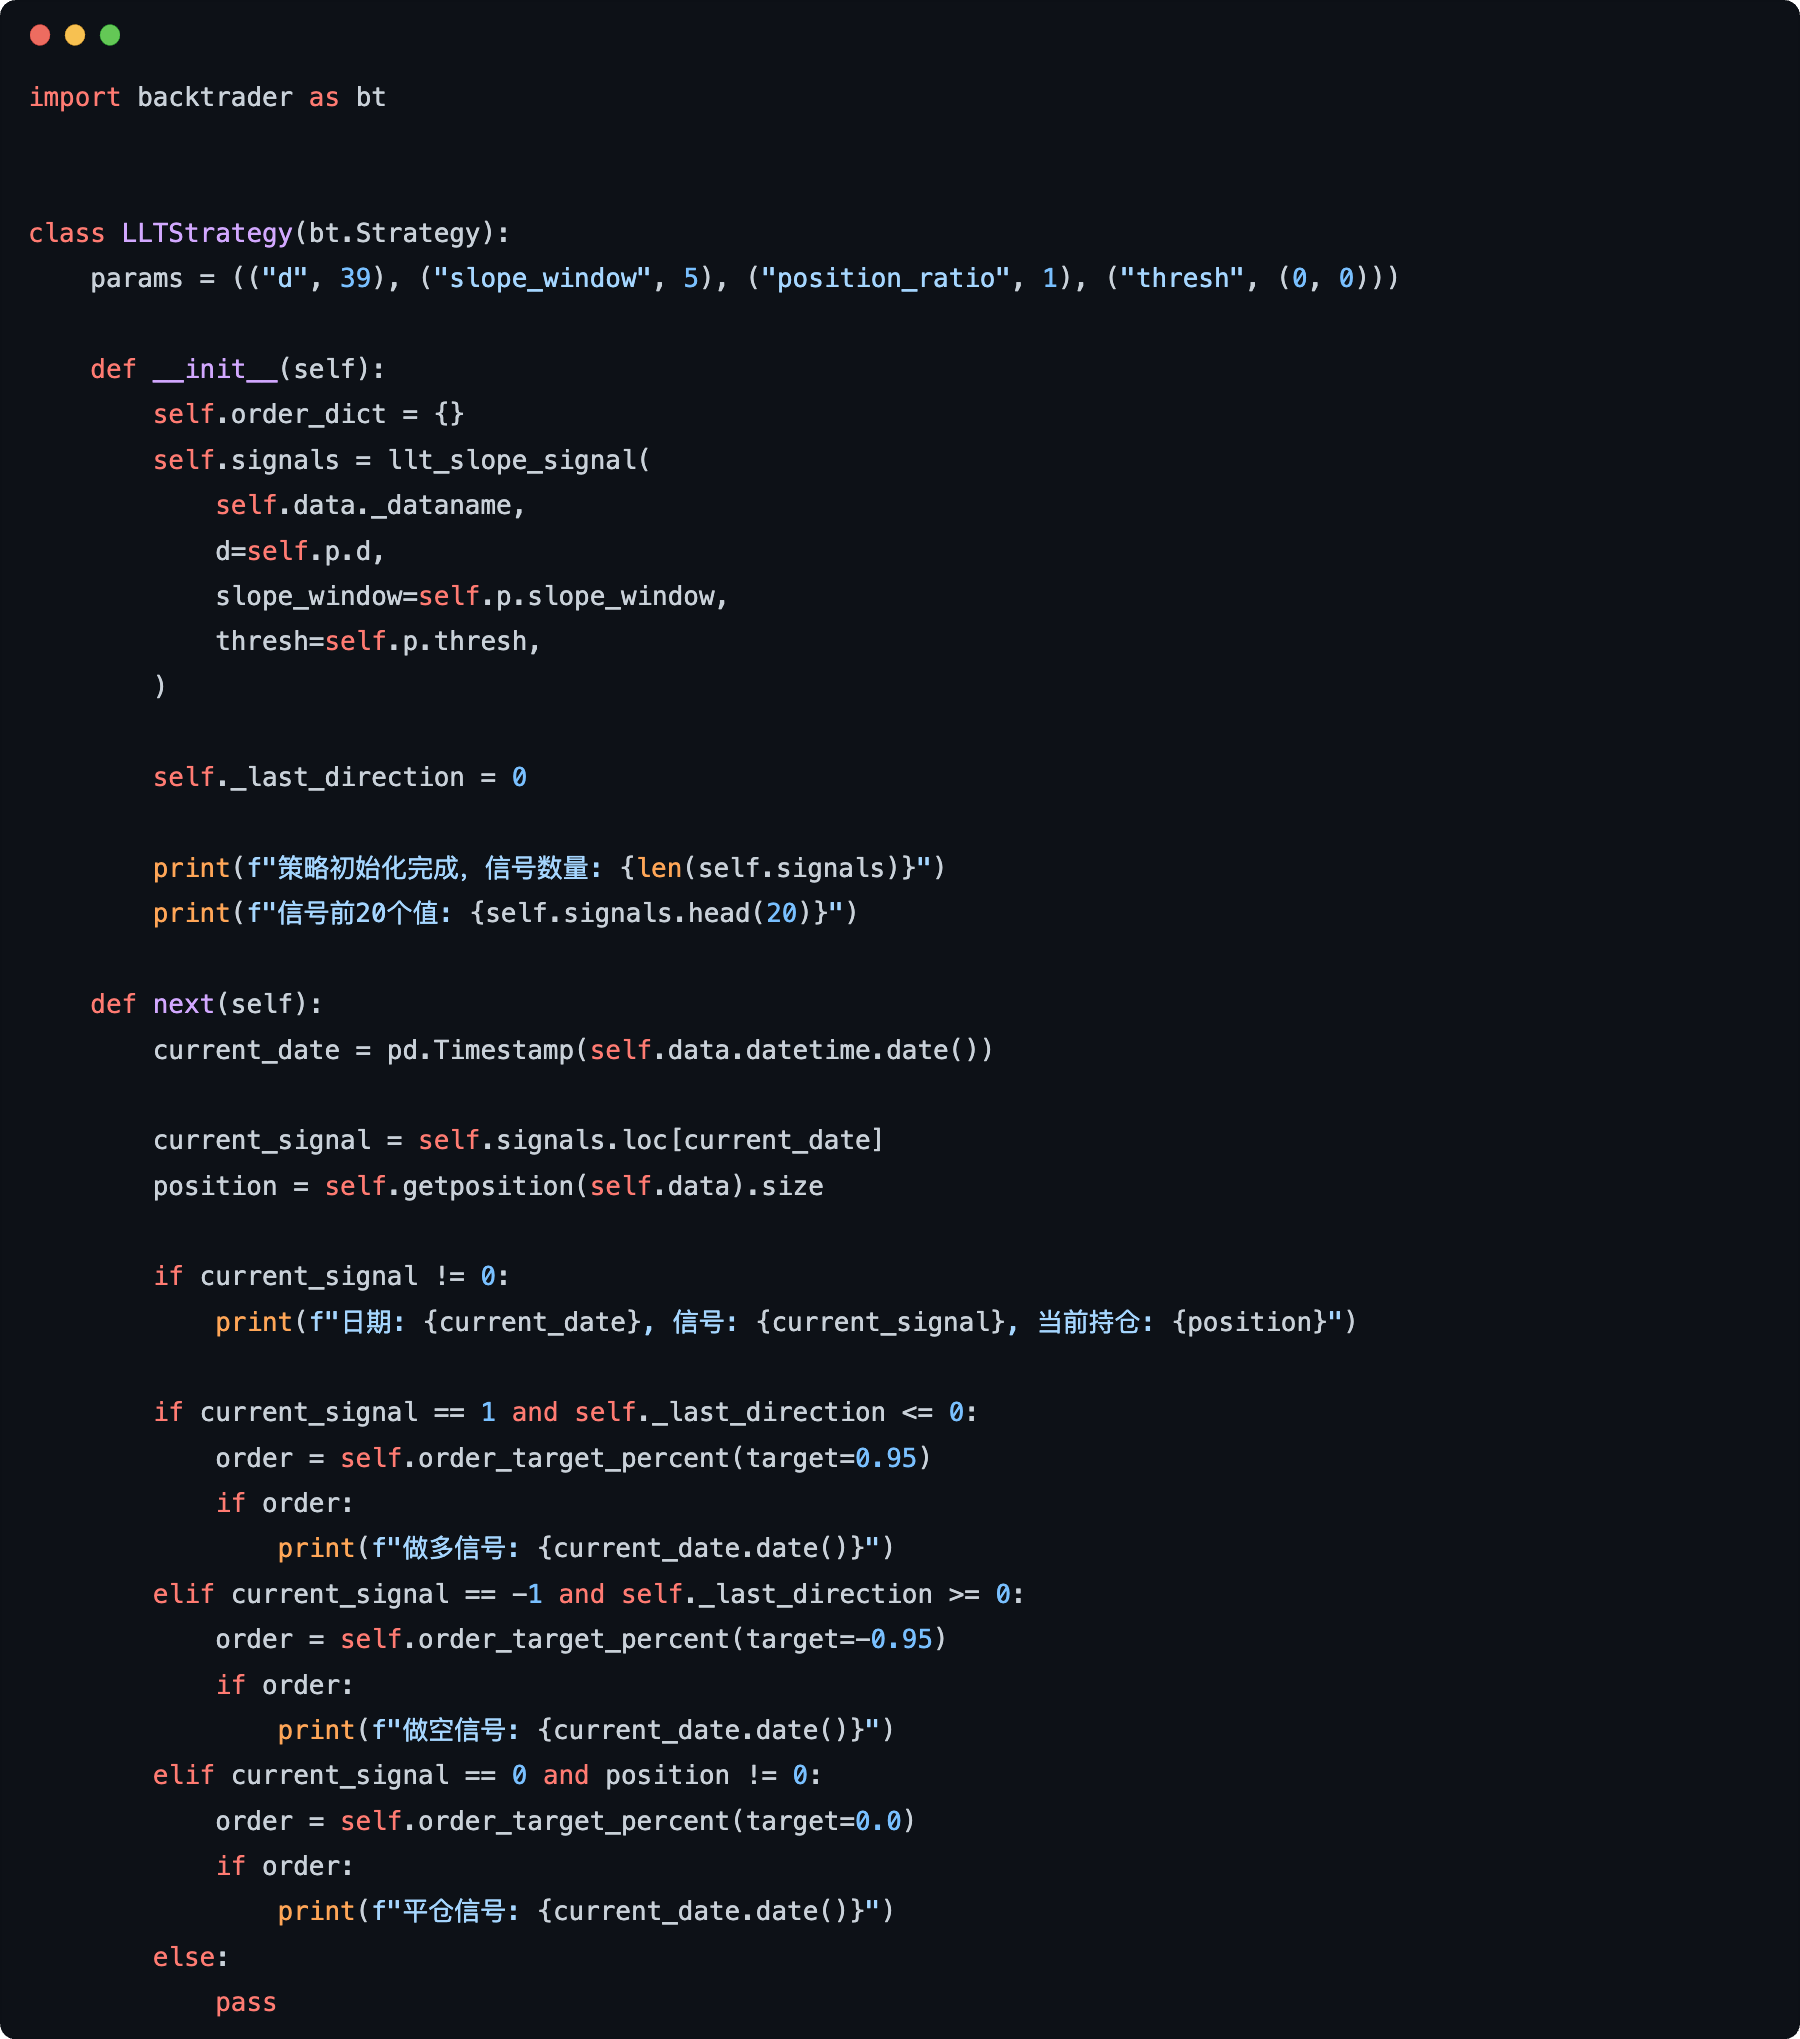 import backtrader as bt
class LLTStrategy(bt.Strategy):
    params = (("d", 39), ("slope_window", 5), ("position_ratio", 1), ("thresh", (0, 0)))
    def __init__(self):
        self.order_dict = {}
        self.signals = llt_slope_signal(
            self.data._dataname,
            d=self.p.d,
            slope_window=self.p.slope_window,
            thresh=self.p.thresh,
        )
        self._last_direction = 0
        print(f"策略初始化完成，信号数量: {len(self.signals)}")
        print(f"信号前20个值: {self.signals.head(20)}")
    def next(self):
        current_date = pd.Timestamp(self.data.datetime.date())
        current_signal = self.signals.loc[current_date]
        position = self.getposition(self.data).size
        if current_signal != 0:
            print(f"日期: {current_date}, 信号: {current_signal}, 当前持仓: {position}")
        if current_signal == 1 and self._last_direction <= 0:
            order = self.order_target_percent(target=0.95)
            if order:
                print(f"做多信号: {current_date.date()}")
        elif current_signal == -1 and self._last_direction >= 0:
            order = self.order_target_percent(target=-0.95)
            if order:
                print(f"做空信号: {current_date.date()}")
        elif current_signal == 0 and position != 0:
            order = self.order_target_percent(target=0.0)
            if order:
                print(f"平仓信号: {current_date.date()}")
        else:
            pass